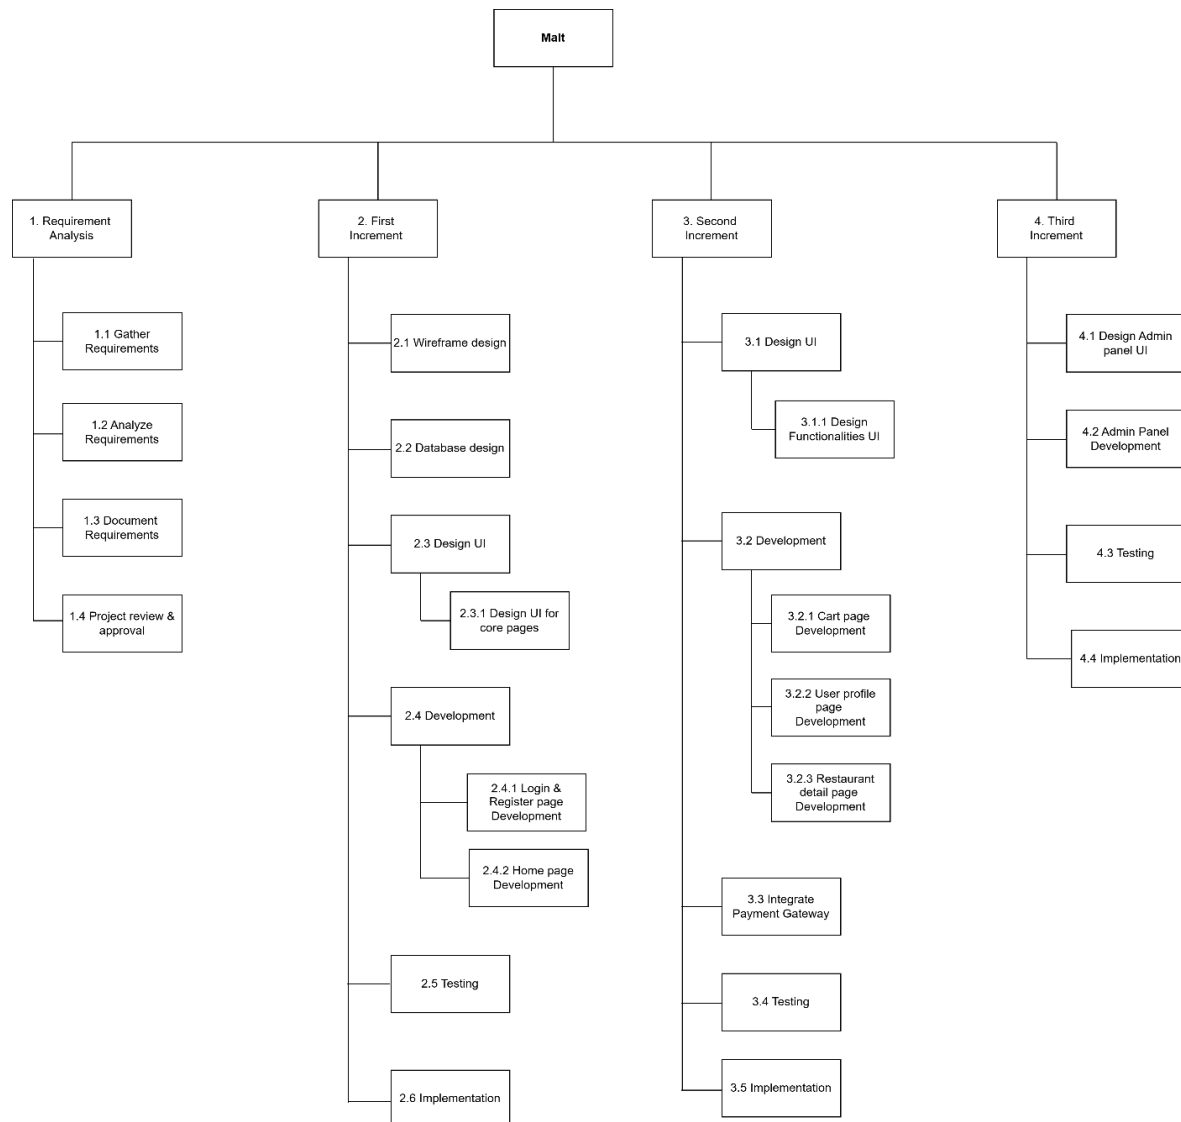 Malt
1. Requirement
Analysis
1.1 Gather
Requirements
1.2 Analyze
Requirements
1.3 Document
Requirements
1.4 Project review &
approval
2. First
Increment
2.1 Wireframe design
2.2 Database design
2.3 Design UI
2.3.1 Design UI for
core pages
2.4 Development
2.4.1 Login &
Register page
Development
2.4.2 Home page
Development
2.5 Testing
2.6 Implementation
3. Second
Increment
3.1 Design UI
3.1.1 Design
Functionalities UI
3.2 Development
3.2.1 Cart page
Development
3.2.2 User profile
page
Development
3.2.3 Restaurant
detail page
Development
3.3 Integrate
Payment Gateway
3.4 Testing
3.5 Implementation
4. Third
Increment
4.1 Design Admin
panel UI
4.2 Admin Panel
Development
4.3 Testing
4.4 Implementation